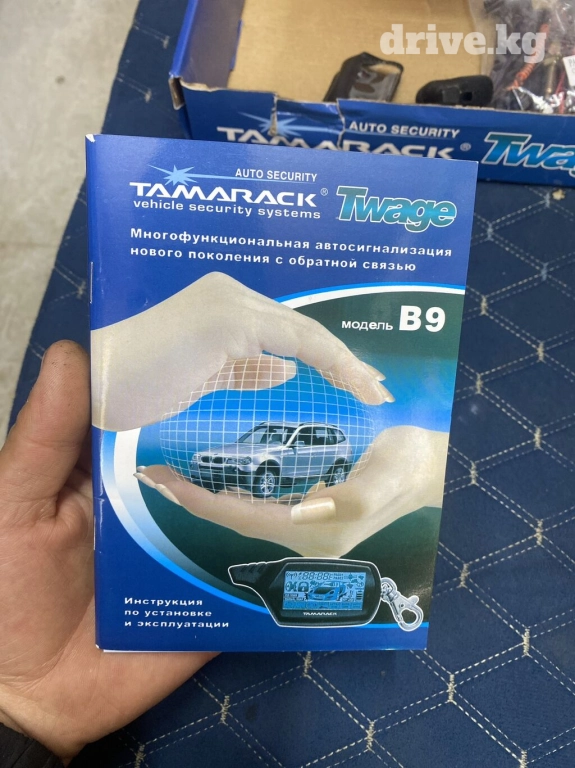 drive.kg
AUTO SECURITY
TAMARACK Twage
AUTO SECURITY
TAMARACK® Twage
vehicle security systems
Многофункциональная автосигнализация
нового поколения с обратной связью
модель B9
Инструкция
по установке
и эксплуатации
TAMARACK